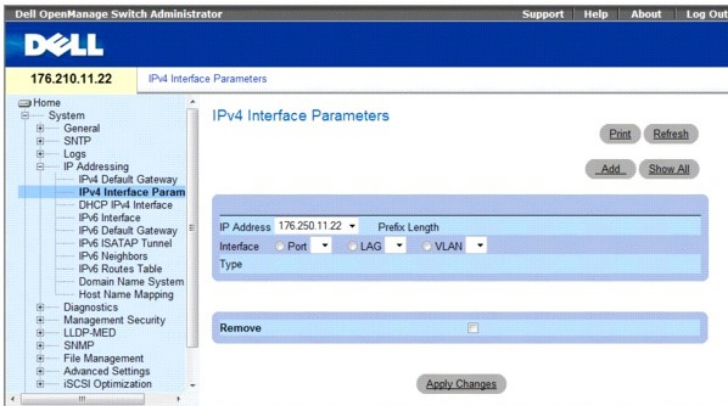 Dell OpenManage Switch Administrator Support Help About Log Out
DELL
176.210.11.22 IPv4 Interface Parameters
Home
System
General
SNTP
Logs
IP Addressing
IPv4 Default Gateway
IPv4 Interface Param
DHCP IPv4 Interface
IPv6 Interface
IPv6 Default Gateway
IPv6 ISATAP Tunnel
IPv6 Neighbors
IPv6 Routes Table
Domain Name System
Host Name Mapping
Diagnostics
Management Security
LLDP-MED
SNMP
File Management
Advanced Settings
iSCSI Optimization
IPv4 Interface Parameters
Print Refresh
Add Show All
IP Address 176.250.11.22 Prefix Length
Interface Port LAG VLAN
Type
Remove
Apply Changes